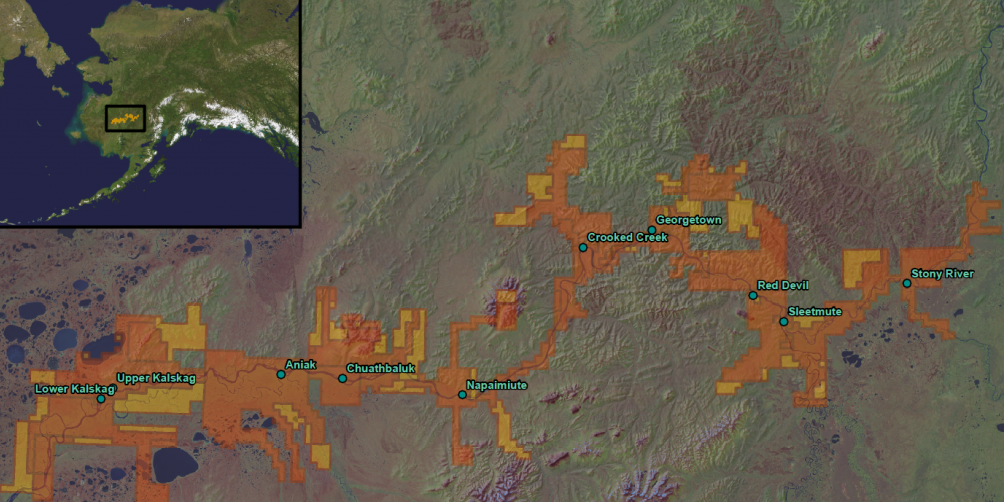 Georgetown
Crooked Creek
Stony River
Red Devil
Sleetmute
Aniak
Chuathbaluk
Upper Kalskag
Lower Kalskag
Napaimiute